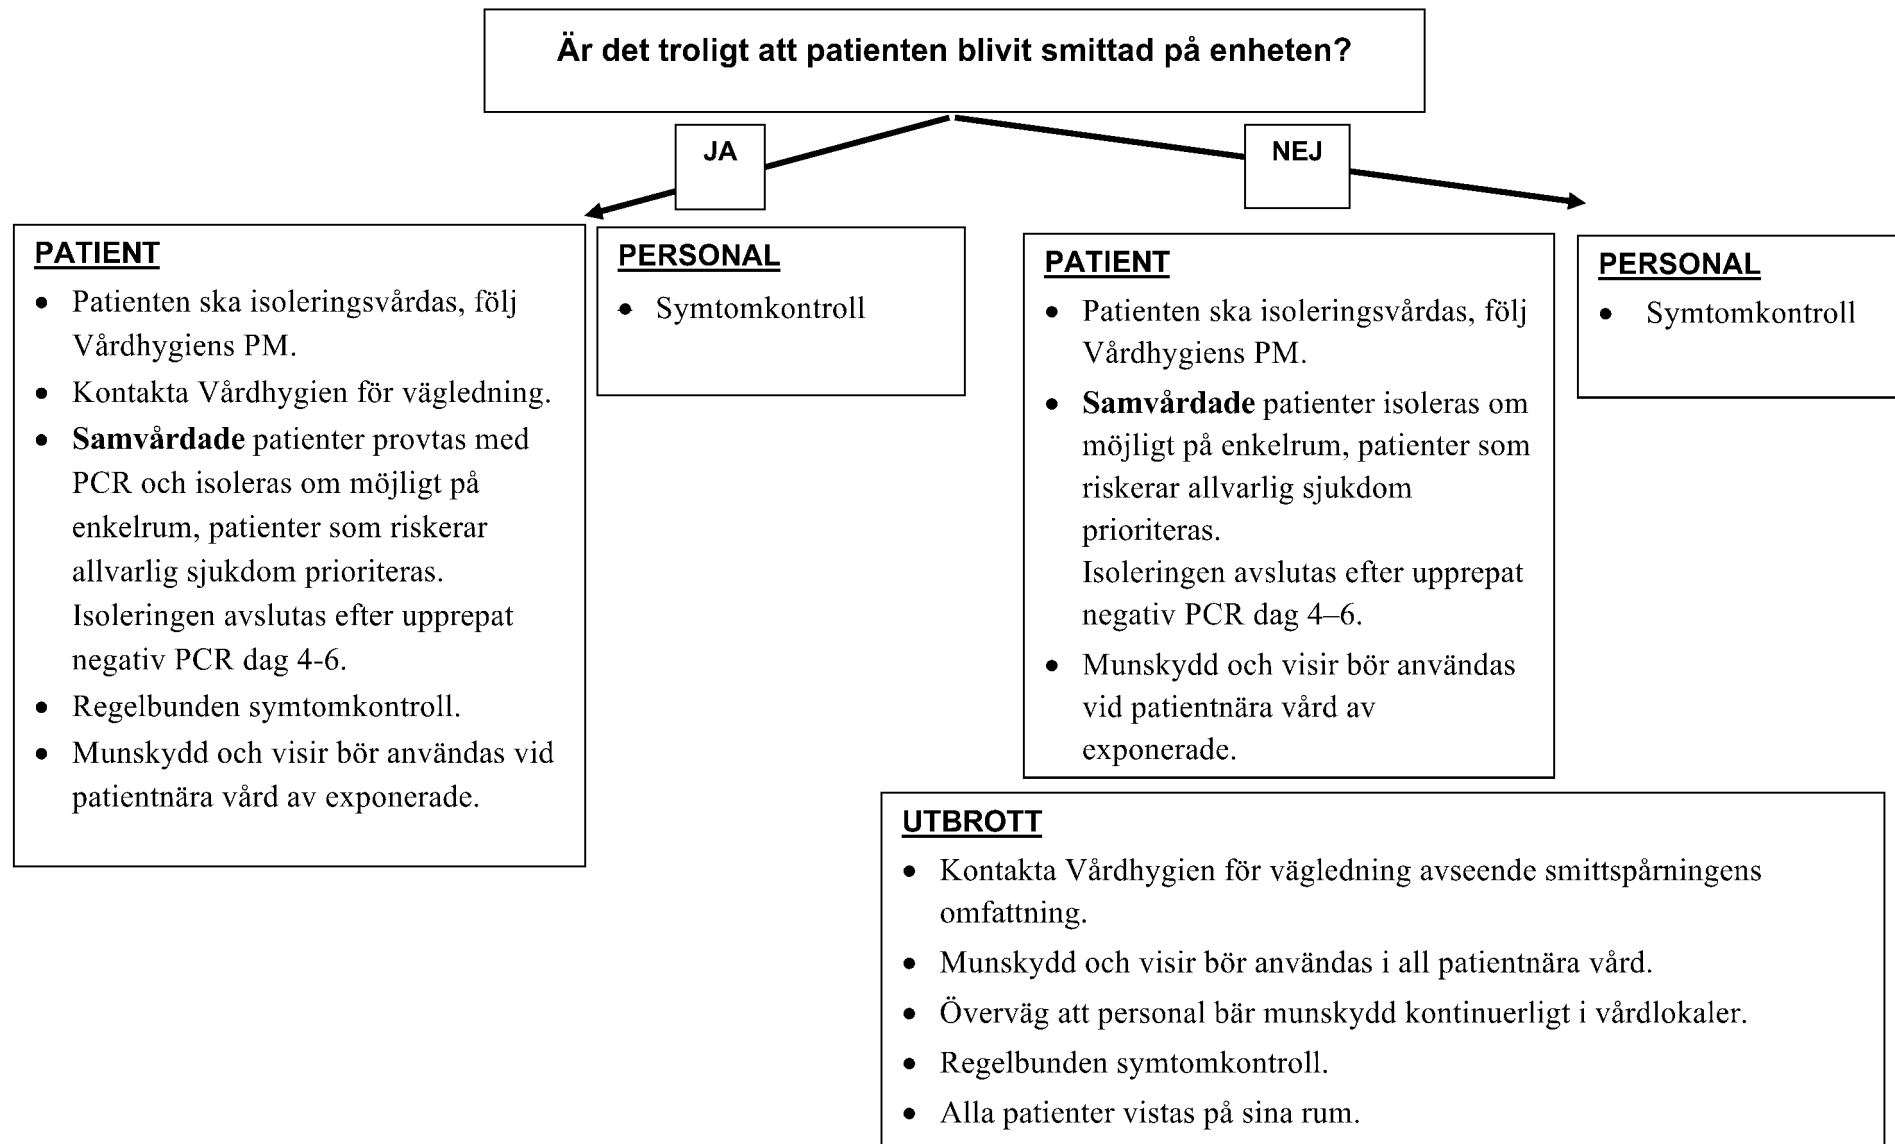 Är det troligt att patienten blivit smittad på enheten?
JA
NEJ
PATIENT
• Patienten ska isoleringsvårdas, följ
Vårdhygiens PM.
• Kontakta Vårdhygien för vägledning.
• Samvårdade patienter provtas med
PCR och isoleras om möjligt på
enkelrum, patienter som riskerar
allvarlig sjukdom prioriteras.
Isoleringen avslutas efter upprepat
negativ PCR dag 4-6.
• Regelbunden symtomkontroll.
• Munskydd och visir bör användas vid
patientnära vård av exponerade.
PERSONAL
• Symtomkontroll
PATIENT
• Patienten ska isoleringsvårdas, följ
Vårdhygiens PM.
• Samvårdade patienter isoleras om
möjligt på enkelrum, patienter som
riskerar allvarlig sjukdom
prioriteras.
Isoleringen avslutas efter upprepat
negativ PCR dag 4–6.
• Munskydd och visir bör användas
vid patientnära vård av
exponerade.
PERSONAL
• Symtomkontroll
UTBROTT
• Kontakta Vårdhygien för vägledning avseende smittspårningens
omfattning.
• Munskydd och visir bör användas i all patientnära vård.
• Överväg att personal bär munskydd kontinuerligt i vårdlokaler.
• Regelbunden symtomkontroll.
• Alla patienter vistas på sina rum.